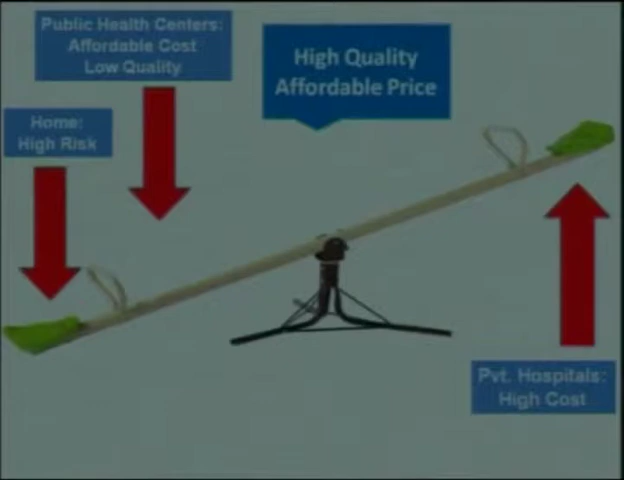 Public Health Centers:
Affordable Cost
Low Quality
High Quality
Affordable Price
Home:
High Risk
Pvt. Hospitals:
High Cost